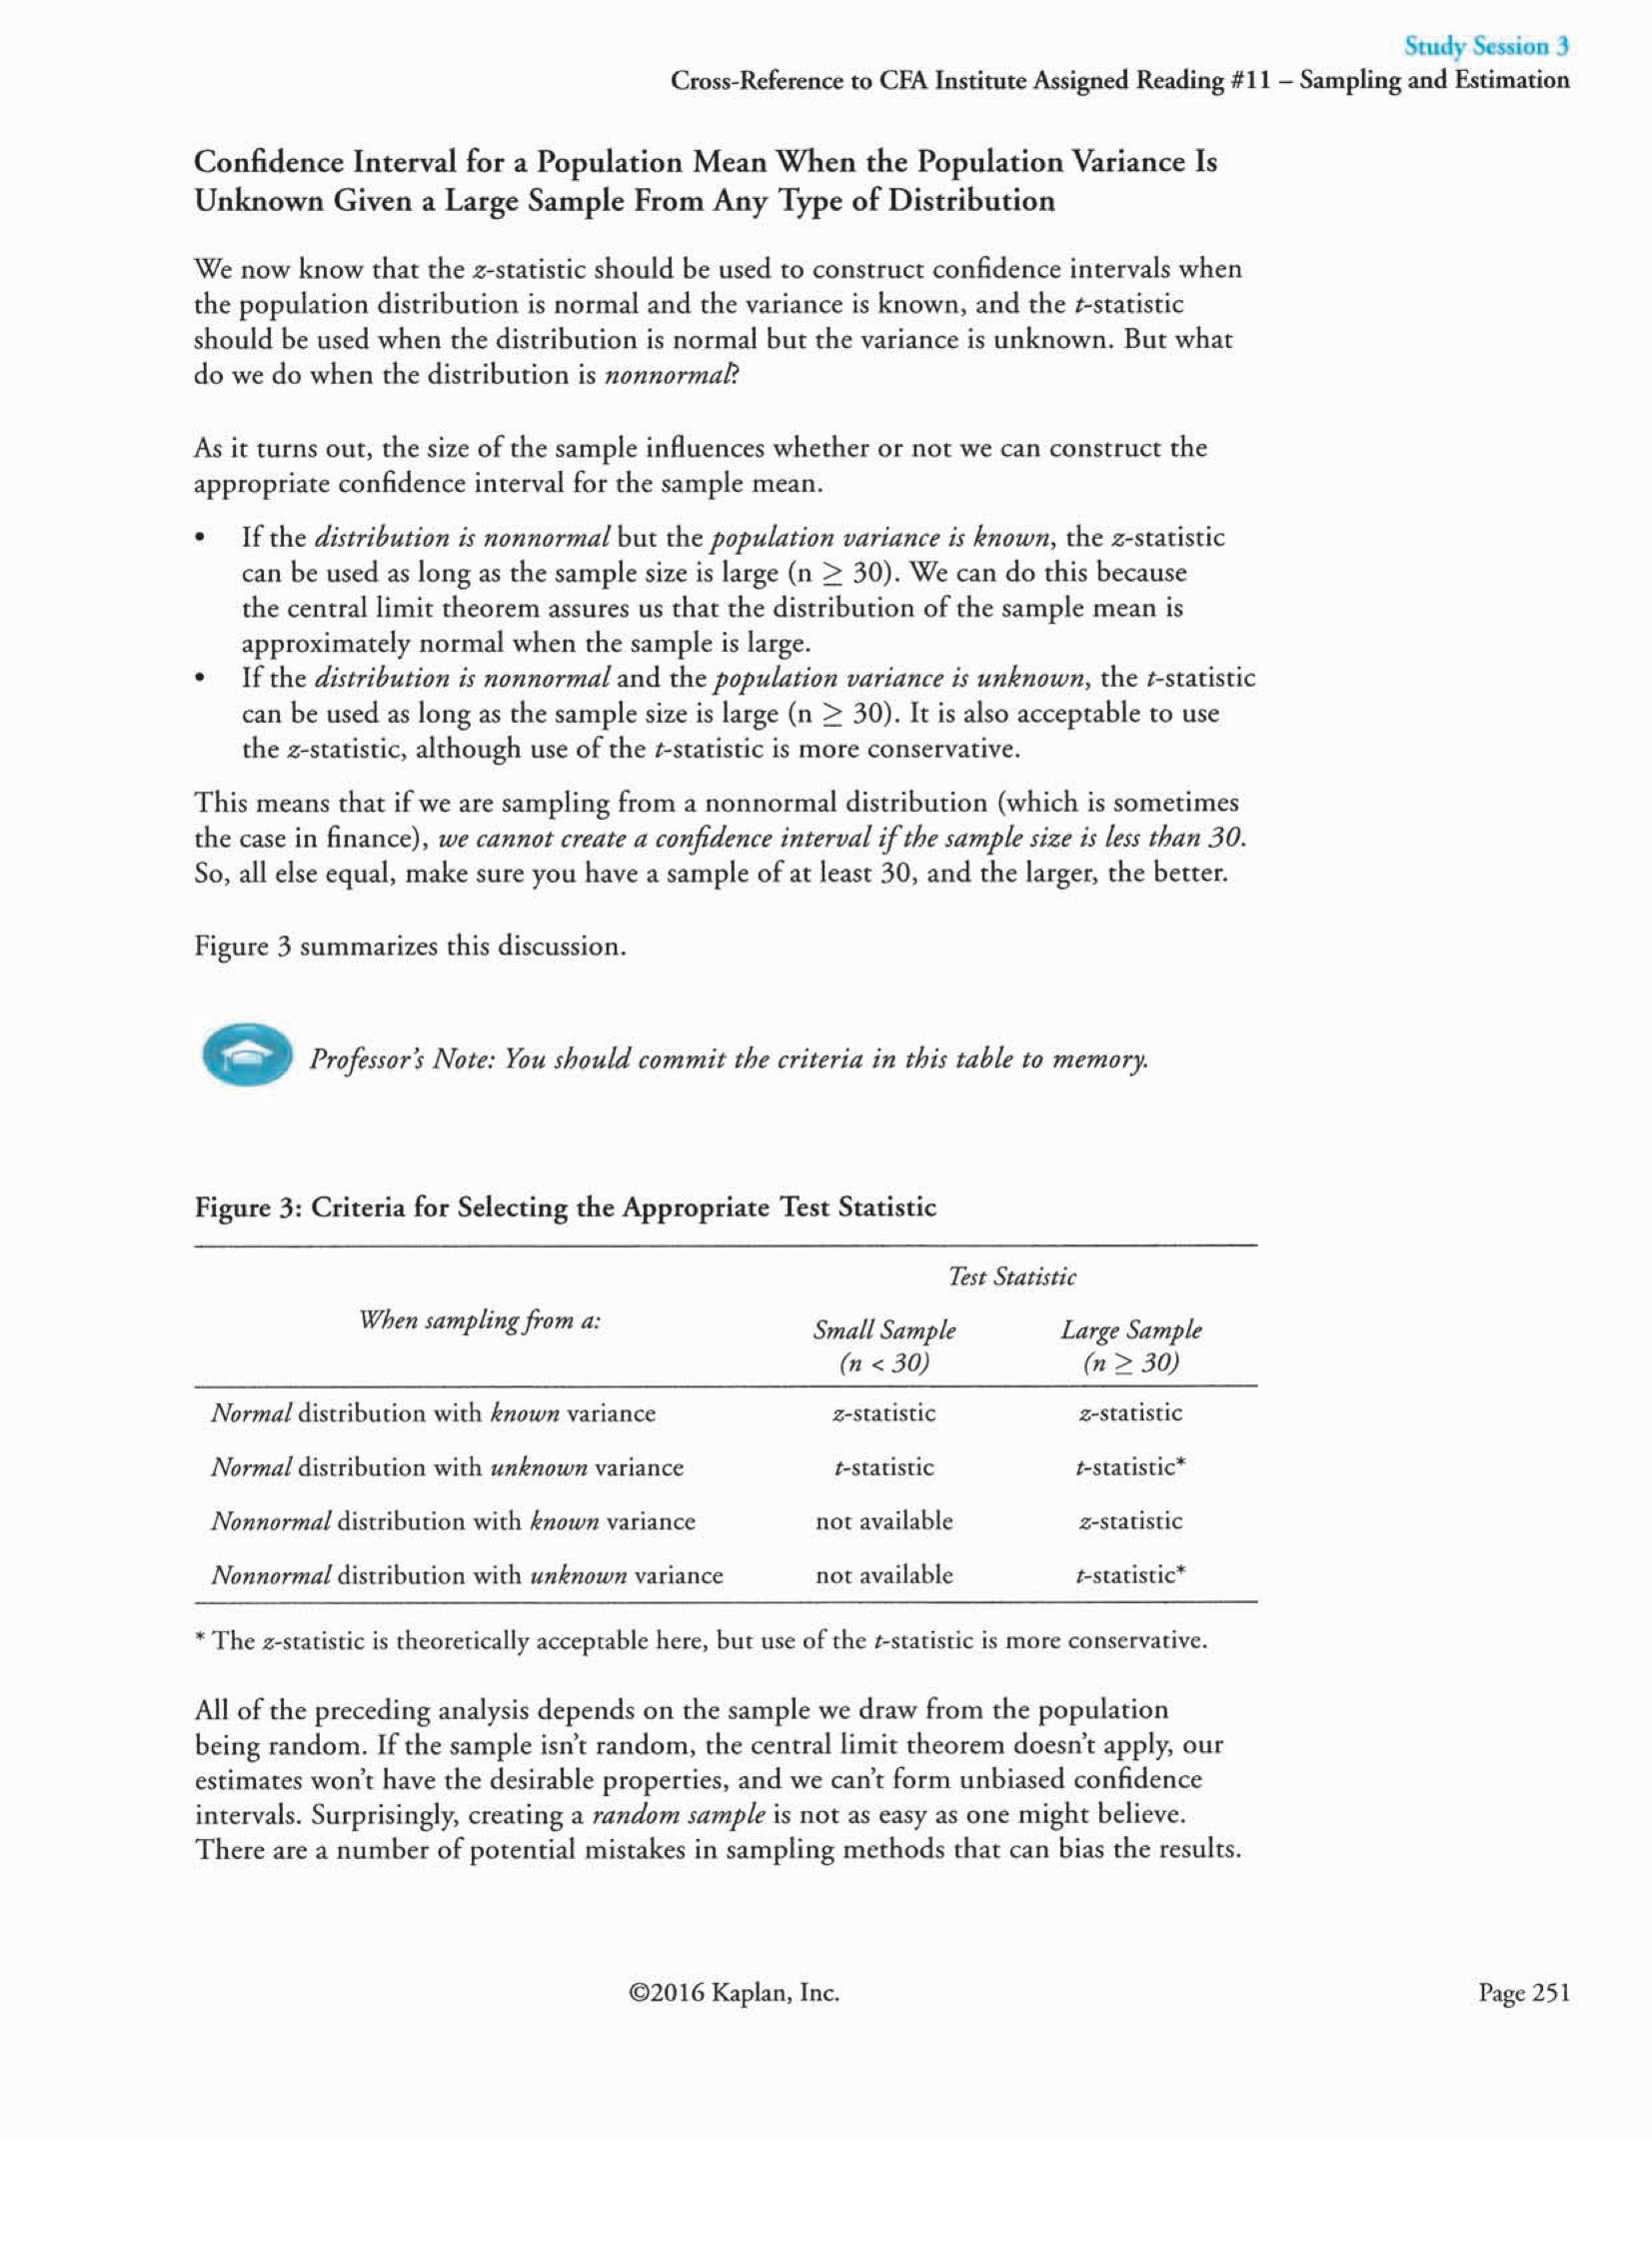 Study Session 3
Cross-Reference to CFA Institute Assigned Reading #11 – Sampling and Estimation
Confidence Interval for a Population Mean When the Population Variance Is
Unknown Given a Large Sample From Any Type of Distribution
We now know that the z-statistic should be used to construct confidence intervals when
the population distribution is normal and the variance is known, and the t-statistic
should be used when the distribution is normal but the variance is unknown. But what
do we do when the distribution is nonnormal?
As it turns out, the size of the sample influences whether or not we can construct the
appropriate confidence interval for the sample mean.
• If the distribution is nonnormal but the population variance is known, the z-statistic
can be used as long as the sample size is large (n ≥ 30). We can do this because
the central limit theorem assures us that the distribution of the sample mean is
approximately normal when the sample is large.
• If the distribution is nonnormal and the population variance is unknown, the t-statistic
can be used as long as the sample size is large (n ≥ 30). It is also acceptable to use
the z-statistic, although use of the t-statistic is more conservative.
This means that if we are sampling from a nonnormal distribution (which is sometimes
the case in finance), we cannot create a confidence interval if the sample size is less than 30.
So, all else equal, make sure you have a sample of at least 30, and the larger, the better.
Figure 3 summarizes this discussion.
Professor's Note: You should commit the criteria in this table to memory.
Figure 3: Criteria for Selecting the Appropriate Test Statistic
Test Statistic
When sampling from a:
Small Sample Large Sample
(n < 30) (n ≥ 30)
Normal distribution with known variance z-statistic z-statistic
Normal distribution with unknown variance t-statistic t-statistic*
Nonnormal distribution with known variance not available z-statistic
Nonnormal distribution with unknown variance not available t-statistic*
* The z-statistic is theoretically acceptable here, but use of the t-statistic is more conservative.
All of the preceding analysis depends on the sample we draw from the population
being random. If the sample isn't random, the central limit theorem doesn't apply, our
estimates won't have the desirable properties, and we can't form unbiased confidence
intervals. Surprisingly, creating a random sample is not as easy as one might believe.
There are a number of potential mistakes in sampling methods that can bias the results.
©2016 Kaplan, Inc. Page 251